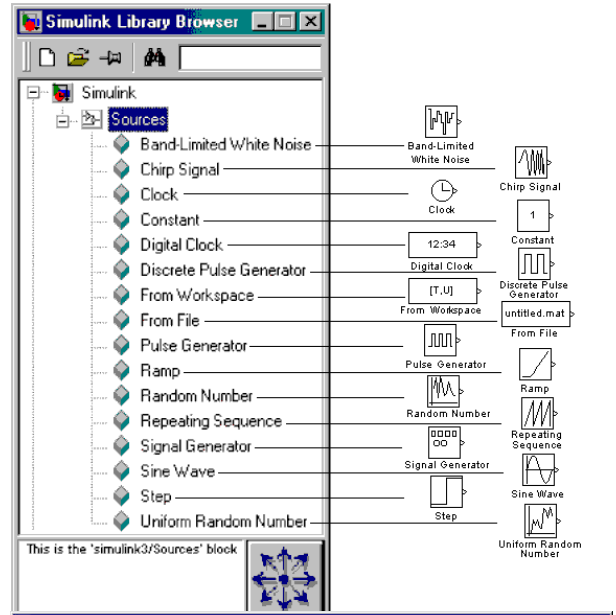 Simulink Library Browser
Simulink
Sources
Band-Limited White Noise
Chirp Signal
Clock
Constant
Digital Clock
Discrete Pulse Generator
From Workspace
From File
Pulse Generator
Ramp
Random Number
Repeating Sequence
Signal Generator
Sine Wave
Step
Uniform Random Number
This is the 'simulink3/Sources' block
Band-Limited
White Noise
Chirp Signal
Clock
1
Constant
12:34
Digital Clock
Discrete Pulse
Generator
[T,U]
From Workspace
untitled.mat
From File
Pulse Generator
Ramp
Random Number
Repeating
Sequence
Signal Generator
Sine Wave
Step
Uniform Random
Number